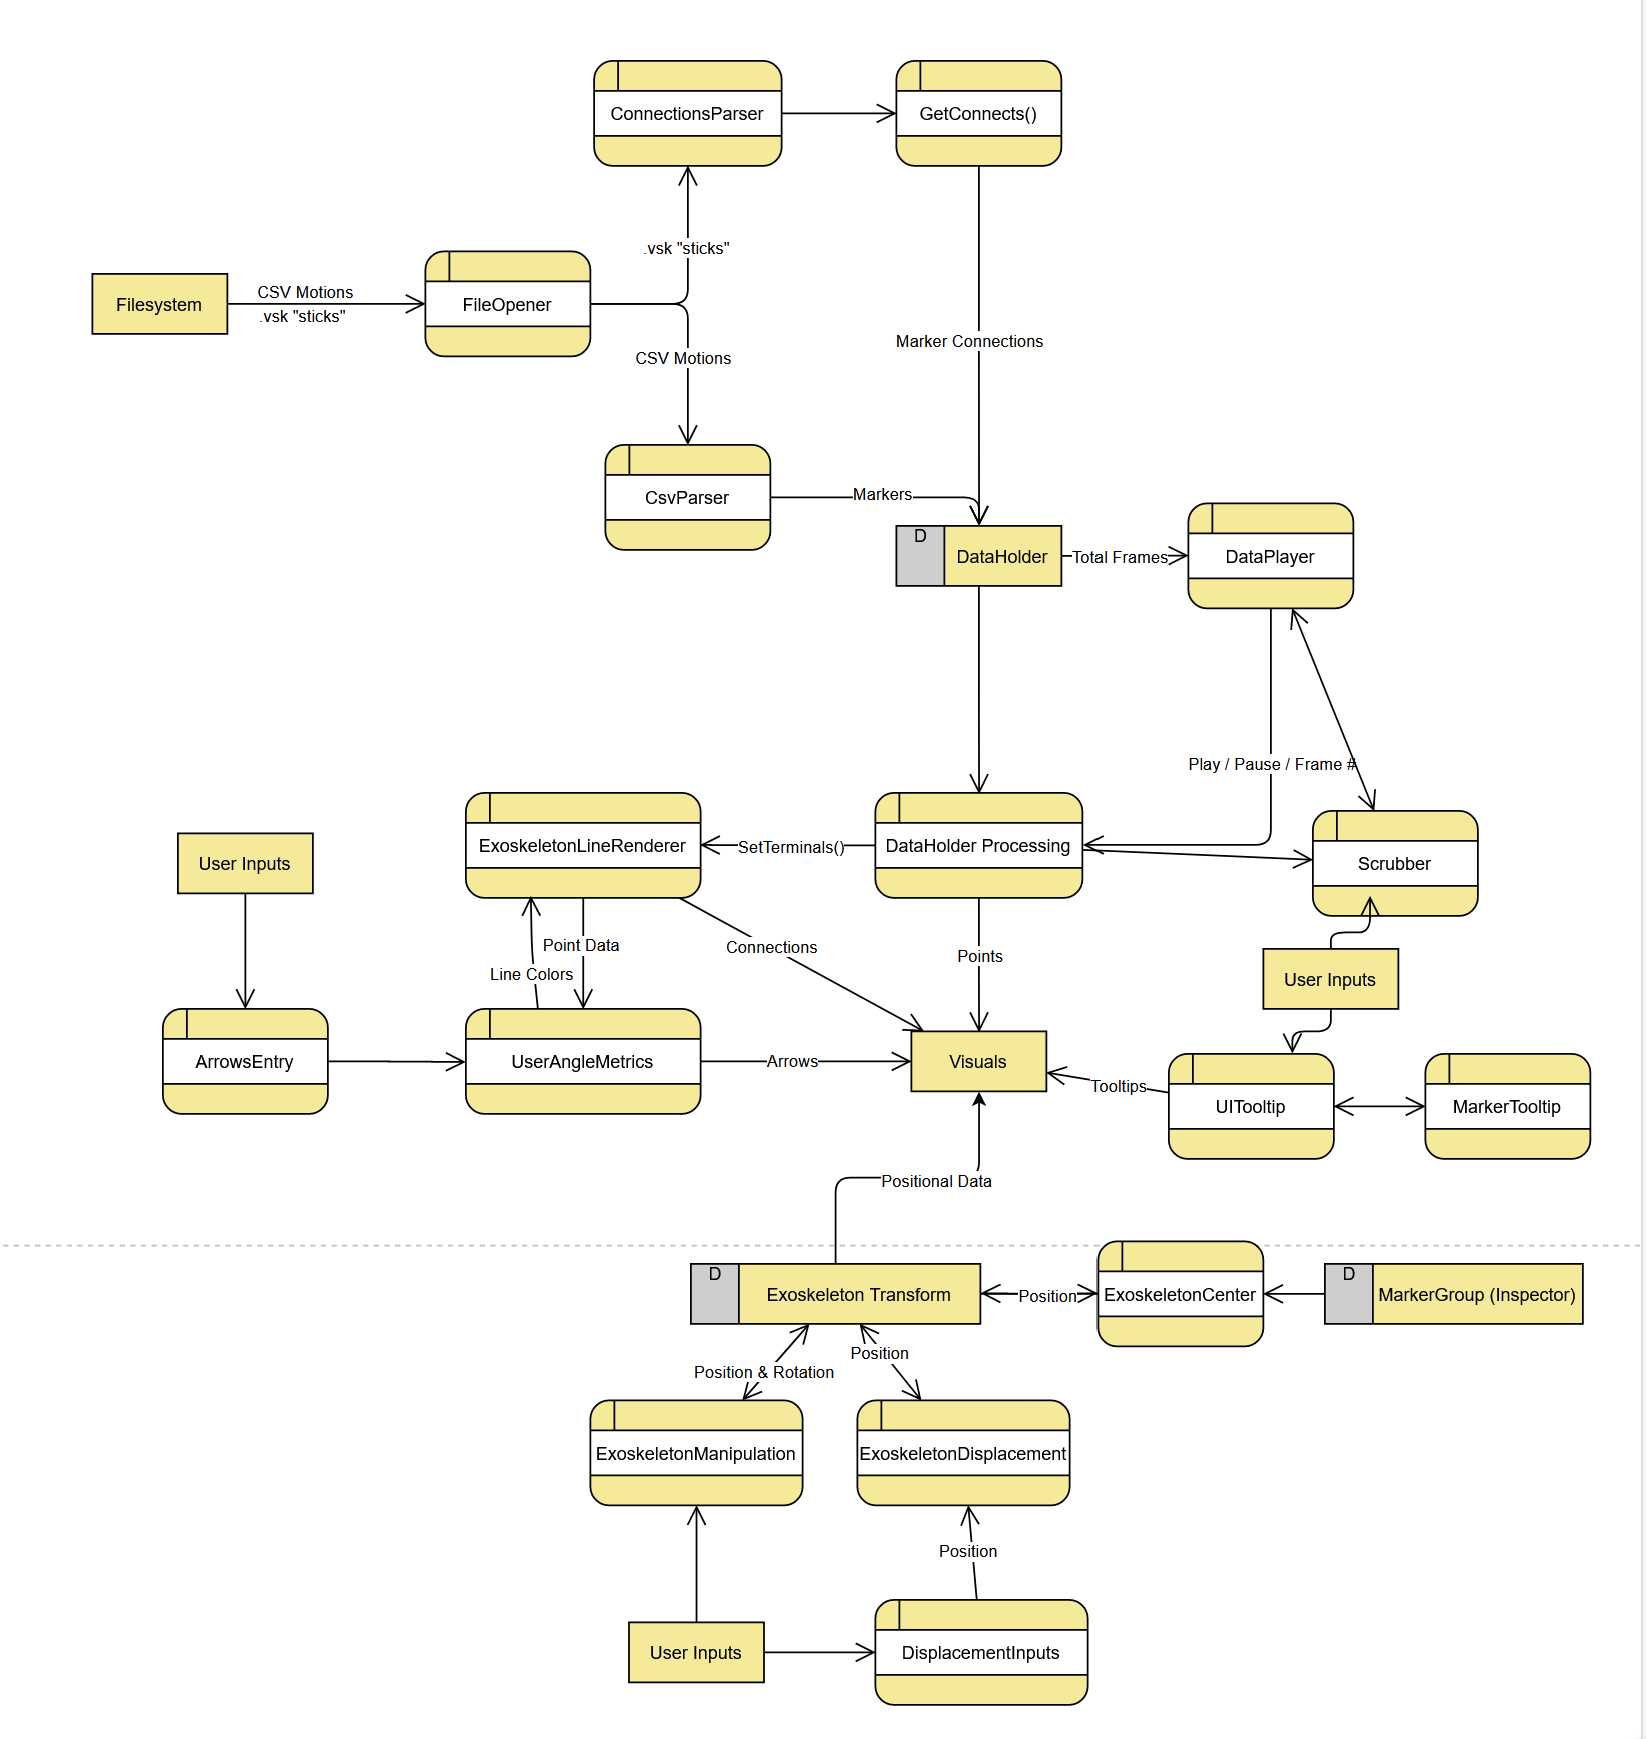 ConnectionsParser
GetConnects()
.vsk "sticks"
CSV Motions
.vsk "sticks"
Filesystem
FileOpener
Marker Connections
CSV Motions
CsvParser
Markers
D
DataHolder
Total Frames
DataPlayer
Play / Pause / Frame #
ExoskeletonLineRenderer
SetTerminals()
DataHolder Processing
Scrubber
User Inputs
Point Data
Line Colors
Connections
Points
User Inputs
ArrowsEntry
UserAngleMetrics
Arrows
Visuals
Tooltips
UITooltip
MarkerTooltip
Positional Data
D
Exoskeleton Transform
Position
ExoskeletonCenter
D
MarkerGroup (Inspector)
Position & Rotation
Position
ExoskeletonManipulation
ExoskeletonDisplacement
Position
User Inputs
DisplacementInputs